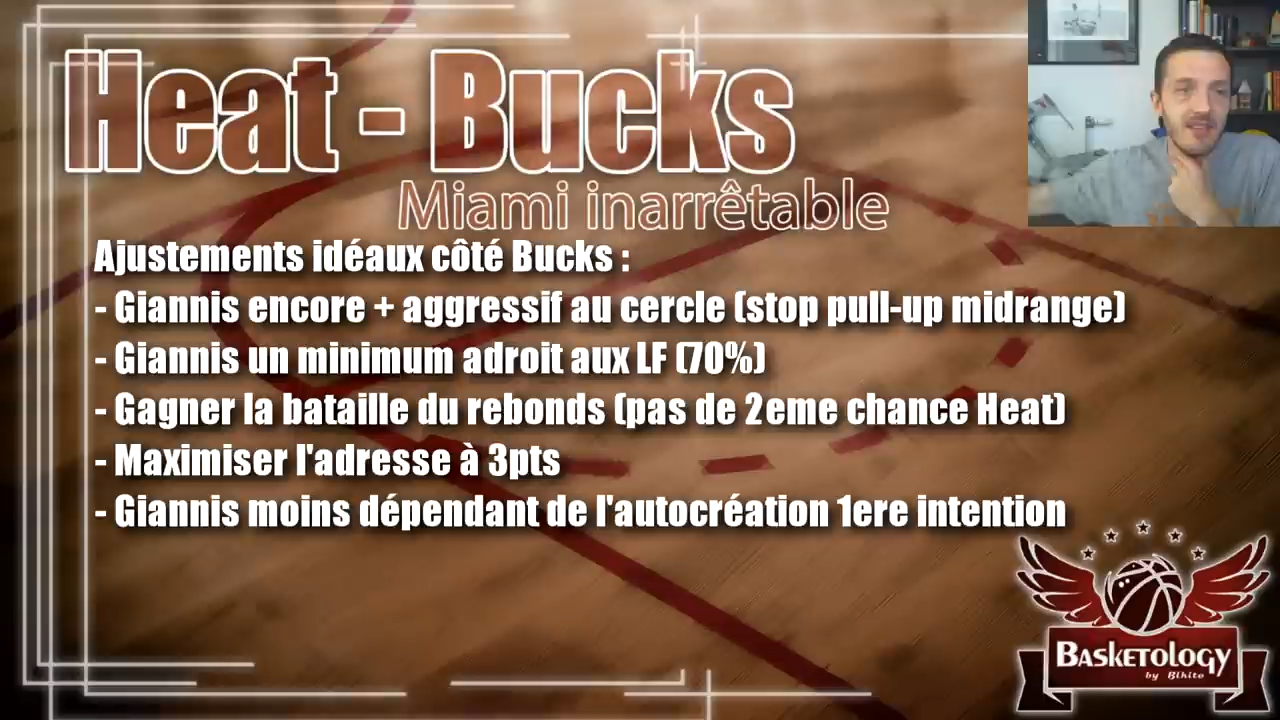 Heat - Bucks
Miami inarrêtable
Ajustements idéaux côté Bucks :
- Giannis encore + aggressif au cercle (stop pull-up midrange)
- Giannis un minimum adroit aux LF (70%)
- Gagner la bataille du rebonds (pas de 2eme chance Heat)
- Maximiser l'adresse à 3pts
- Giannis moins dépendant de l'autocréation 1ere intention
BASKETOLOGY
by Blhite